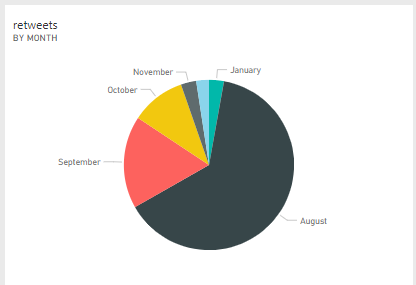 retweets
BY MONTH
November
January
October
September
August